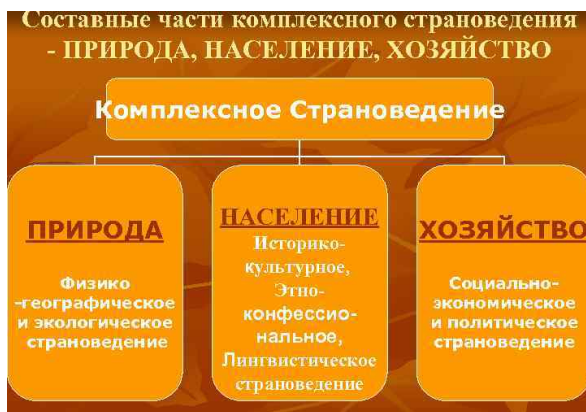 Составные части комплексного страноведения
- ПРИРОДА, НАСЕЛЕНИЕ, ХОЗЯЙСТВО
Комплексное Страноведение
ПРИРОДА
Физико
-географическое
и экологическое
страноведение
НАСЕЛЕНИЕ
Историко-
культурное,
Этно-
конфессио-
нальное,
Лингвистическое
страноведение
ХОЗЯЙСТВО
Социально-
экономическое
и политическое
страноведение